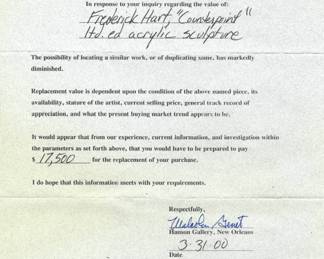 In response to your inquiry regarding the value of:
Frederick Hart, "Counterpoint"
ltd. ed acrylic sculpture
The possibility of locating a similar work, or of duplicating same, has markedly
diminished.
Replacement value is dependent upon the condition of the above named piece, its
availability, stature of the artist, current selling price, general track record of
appreciation, and what the present buying market trend appears to be.
It would appear that from our experience, current information, and investigation within
the parameters as set forth above, that you would have to be prepared to pay
$ 17,500 for the replacement of your purchase.
I do hope that this information meets with your requirements.
Respectfully,
Hanson Gallery, New Orleans
3-31-00
Date